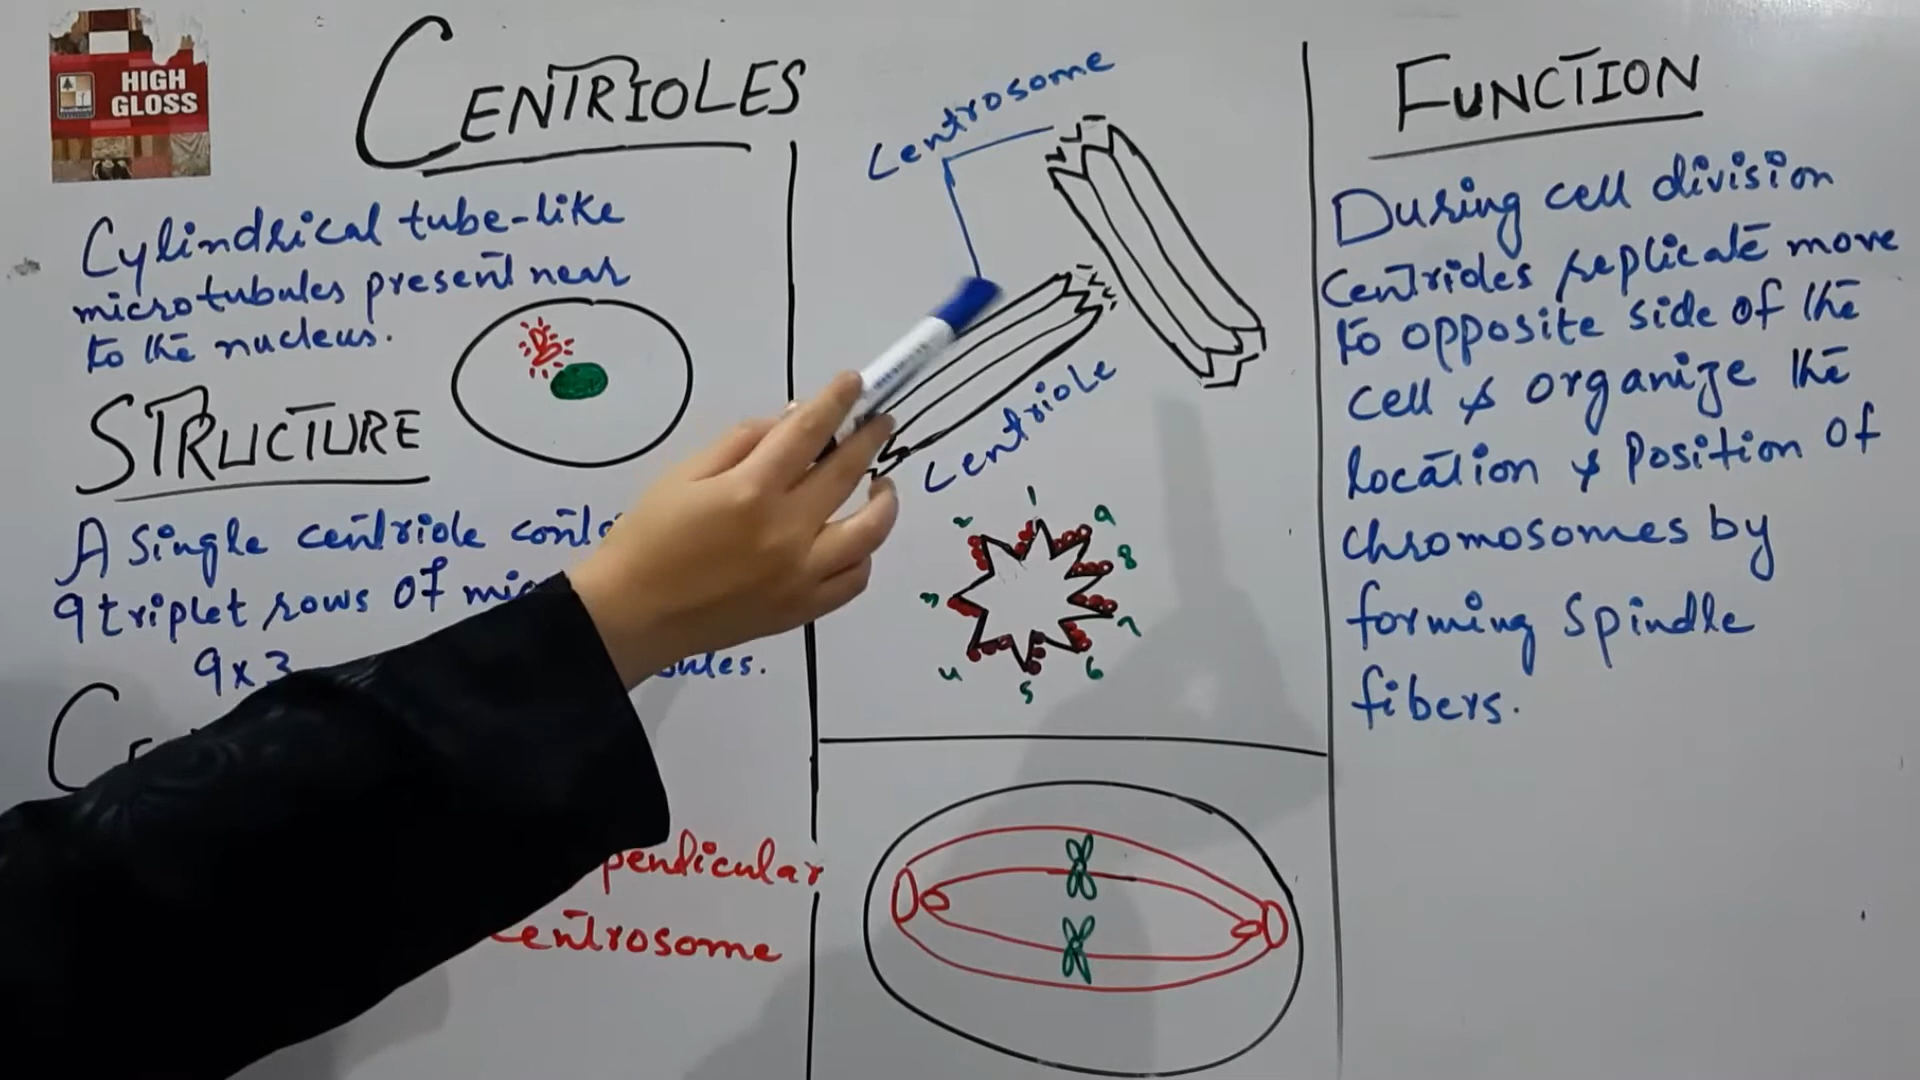 HIGH
GLOSS
CENTRIOLES
Cylindrical tube-like
microtubules present near
to the nucleus.
STRUCTURE
A single centriole
9 triplet rows of
9x3
pendicular
centrosome
Centrosome
Centriole
1
2
3
4
5
6
7
8
9
FUNCTION
During cell division
Centrioles replicate move
to opposite side of the
cell & organize the
location & position of
chromosomes by
forming spindle
fibers.